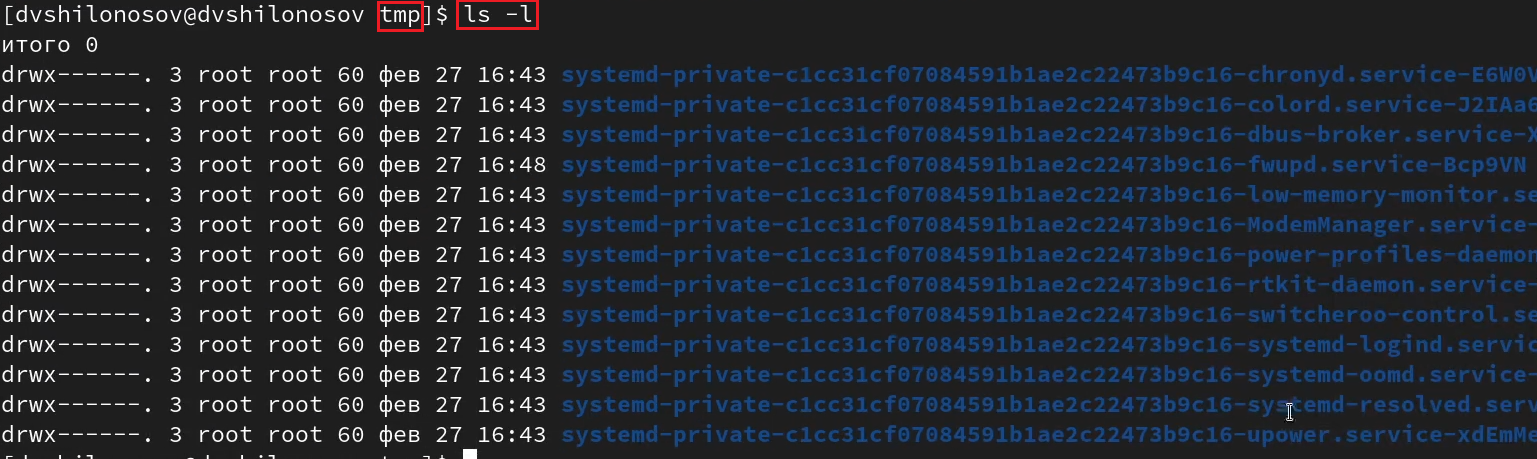 [dvshilonosov@dvshilonosov tmp]$ ls -l
итого 0
drwx------. 3 root root 60 фев 27 16:43 systemd-private-c1cc31cf07084591b1ae2c22473b9c16-chronyd.service-E6W0V
drwx------. 3 root root 60 фев 27 16:43 systemd-private-c1cc31cf07084591b1ae2c22473b9c16-colord.service-J2IAa6
drwx------. 3 root root 60 фев 27 16:43 systemd-private-c1cc31cf07084591b1ae2c22473b9c16-dbus-broker.service-X
drwx------. 3 root root 60 фев 27 16:48 systemd-private-c1cc31cf07084591b1ae2c22473b9c16-fwupd.service-Bcp9VN
drwx------. 3 root root 60 фев 27 16:43 systemd-private-c1cc31cf07084591b1ae2c22473b9c16-low-memory-monitor.se
drwx------. 3 root root 60 фев 27 16:43 systemd-private-c1cc31cf07084591b1ae2c22473b9c16-ModemManager.service-
drwx------. 3 root root 60 фев 27 16:43 systemd-private-c1cc31cf07084591b1ae2c22473b9c16-power-profiles-daemon
drwx------. 3 root root 60 фев 27 16:43 systemd-private-c1cc31cf07084591b1ae2c22473b9c16-rtkit-daemon.service-
drwx------. 3 root root 60 фев 27 16:43 systemd-private-c1cc31cf07084591b1ae2c22473b9c16-switcheroo-control.se
drwx------. 3 root root 60 фев 27 16:43 systemd-private-c1cc31cf07084591b1ae2c22473b9c16-systemd-logind.servic
drwx------. 3 root root 60 фев 27 16:43 systemd-private-c1cc31cf07084591b1ae2c22473b9c16-systemd-oomd.service-
drwx------. 3 root root 60 фев 27 16:43 systemd-private-c1cc31cf07084591b1ae2c22473b9c16-systemd-resolved.serv
drwx------. 3 root root 60 фев 27 16:43 systemd-private-c1cc31cf07084591b1ae2c22473b9c16-upower.service-xdEmMe